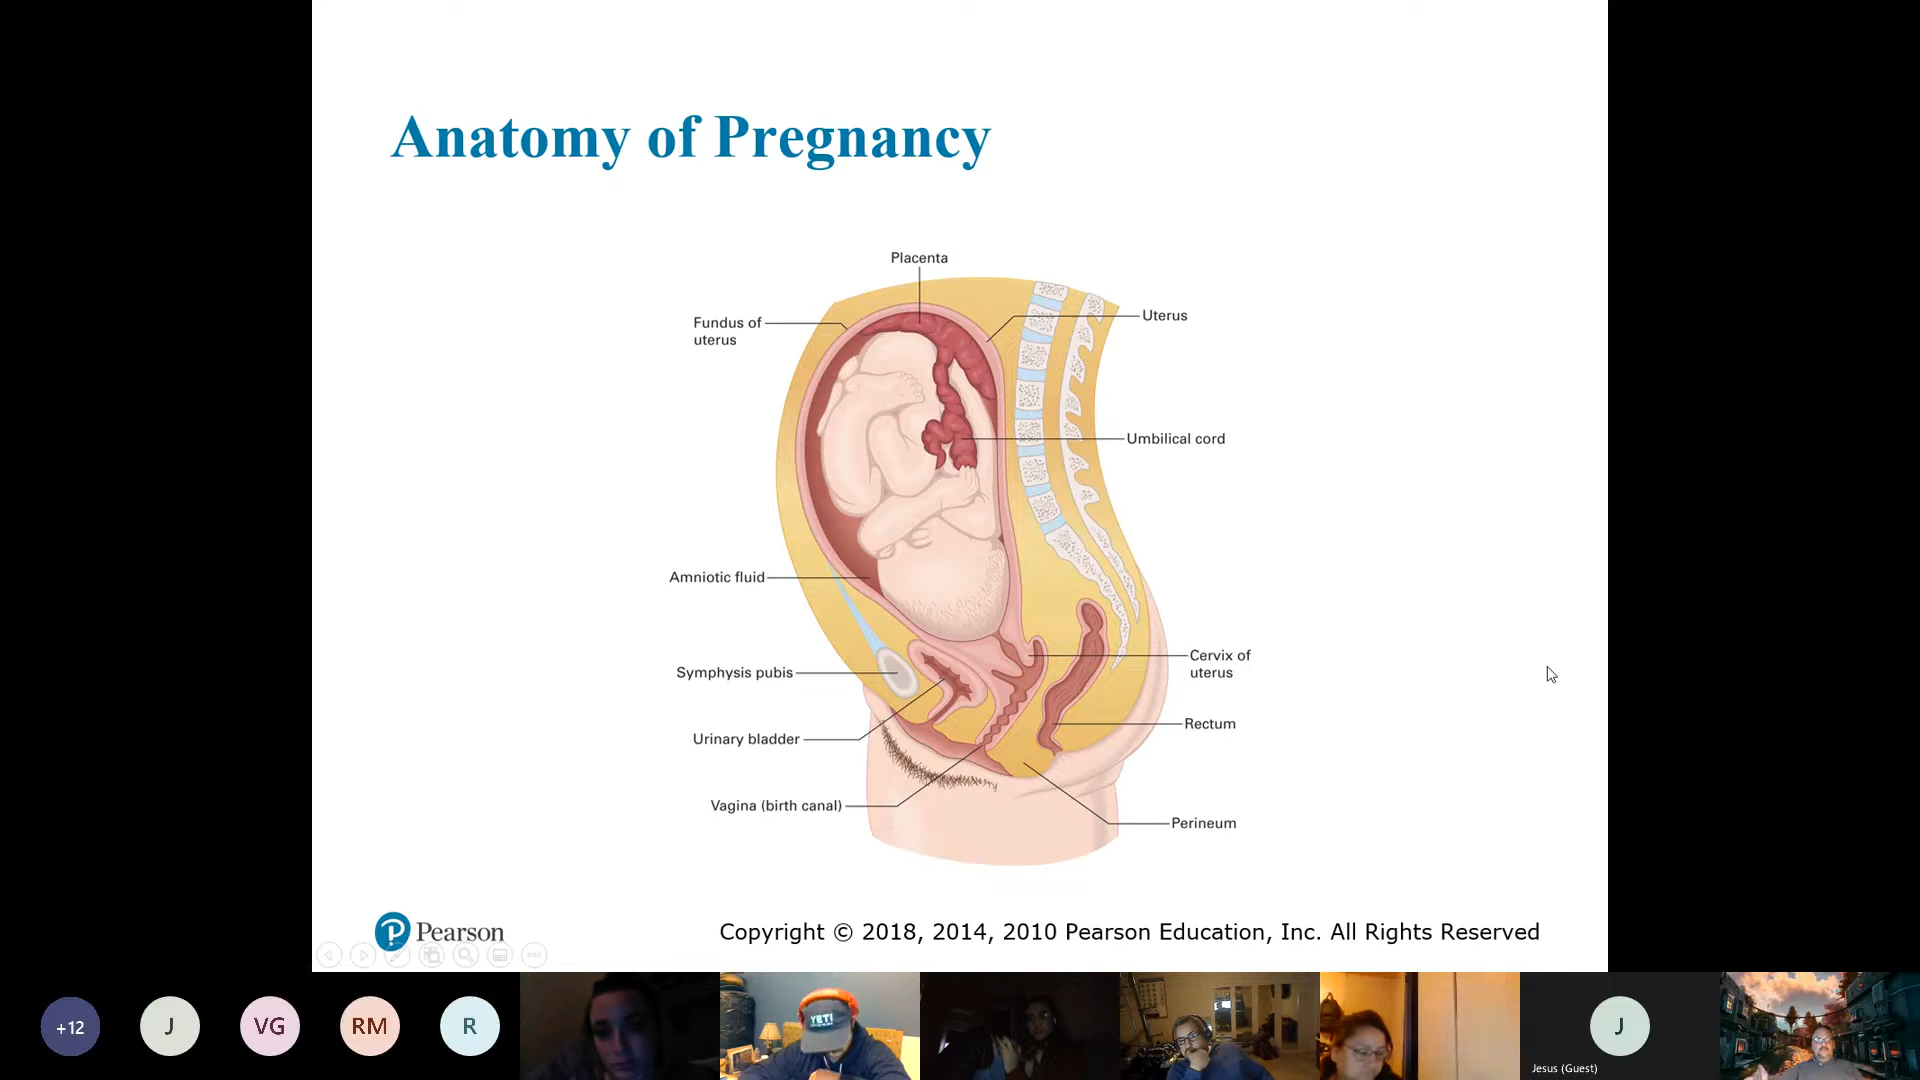 Anatomy of Pregnancy
Placenta
Fundus of
uterus
Uterus
Umbilical cord
Amniotic fluid
Symphysis pubis
Cervix of
uterus
Rectum
Urinary bladder
Vagina (birth canal)
Perineum
P Pearson
Copyright © 2018, 2014, 2010 Pearson Education, Inc. All Rights Reserved
+12
J
VG
RM
R
YETI
J
Jesus (Guest)